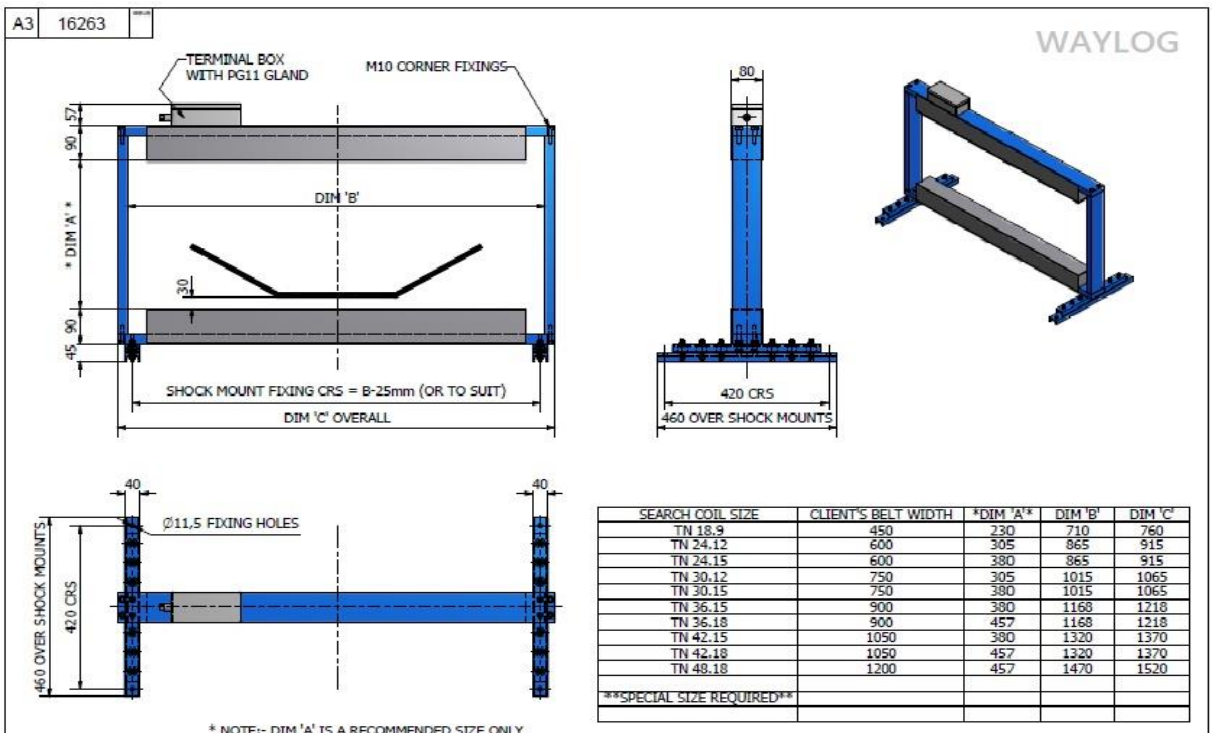 A3 16263
WAYLOG
TERMINAL BOX
WITH PG11 GLAND
M10 CORNER FIXINGS
57
90
* DIM 'A' *
90
45
DIM 'B'
30
SHOCK MOUNT FIXING CRS = B-25mm (OR TO SUIT)
DIM 'C' OVERALL
80
420 CRS
460 OVER SHOCK MOUNTS
40
40
Ø11,5 FIXING HOLES
460 OVER SHOCK MOUNTS
420 CRS
SEARCH COIL SIZE CLIENT'S BELT WIDTH *DIM 'A'* DIM 'B' DIM 'C'
TN 18.9 450 230 710 760
TN 24.12 600 305 865 915
TN 24.15 600 380 865 915
TN 30.12 750 305 1015 1065
TN 30.15 750 380 1015 1065
TN 36.15 900 380 1168 1218
TN 36.18 900 457 1168 1218
TN 42.15 1050 380 1320 1370
TN 42.18 1050 457 1320 1370
TN 48.18 1200 457 1470 1520
**SPECIAL SIZE REQUIRED**
* NOTE:- DIM 'A' IS A RECOMMENDED SIZE ONLY